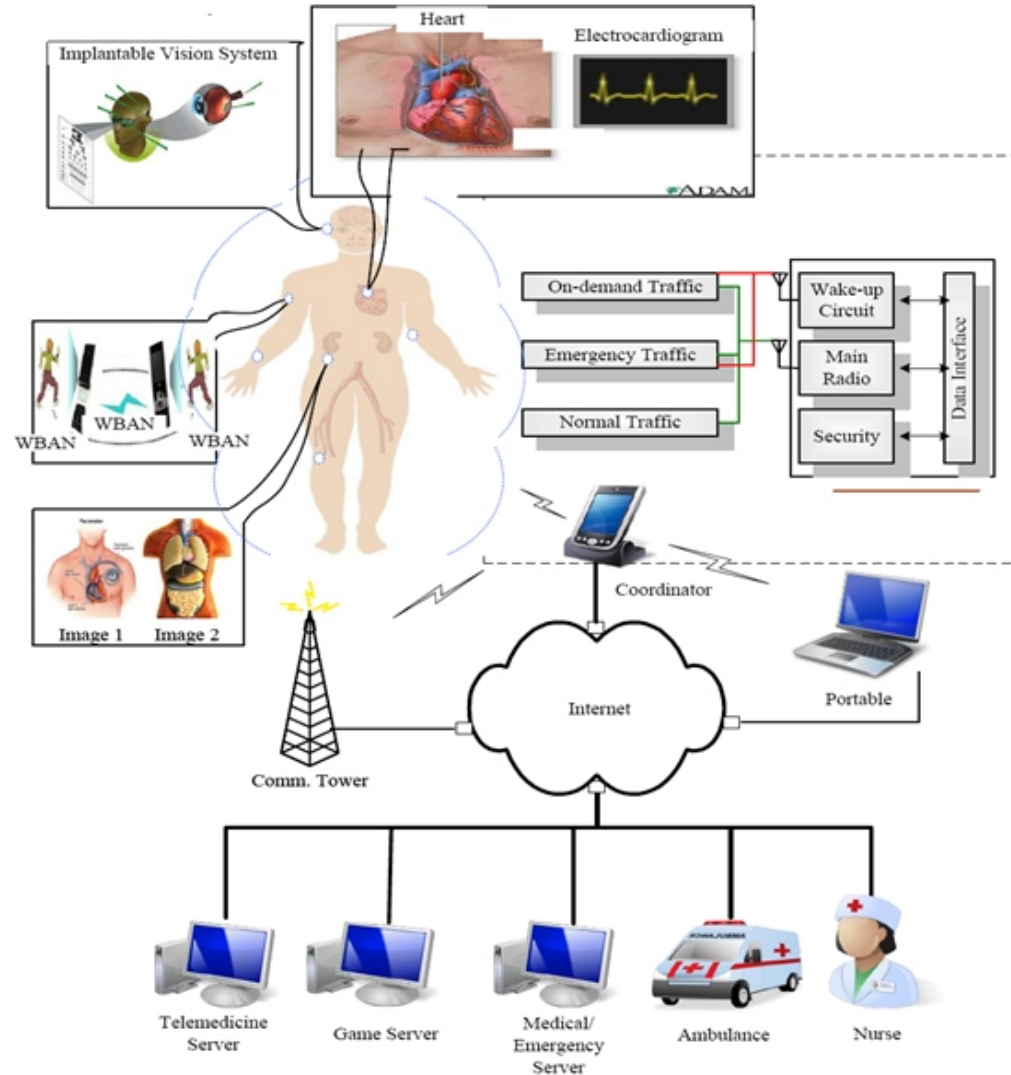 Heart
Implantable Vision System
Electrocardiogram
ADAM
On-demand Traffic
Emergency Traffic
Normal Traffic
Wake-up
Circuit
Main
Radio
Security
Data Interface
WBAN
WBAN
WBAN
Pacemaker
Image 1
Image 2
Coordinator
Portable
Internet
Comm. Tower
AMBULANCE
Telemedicine
Server
Game Server
Medical/
Emergency
Server
Ambulance
Nurse